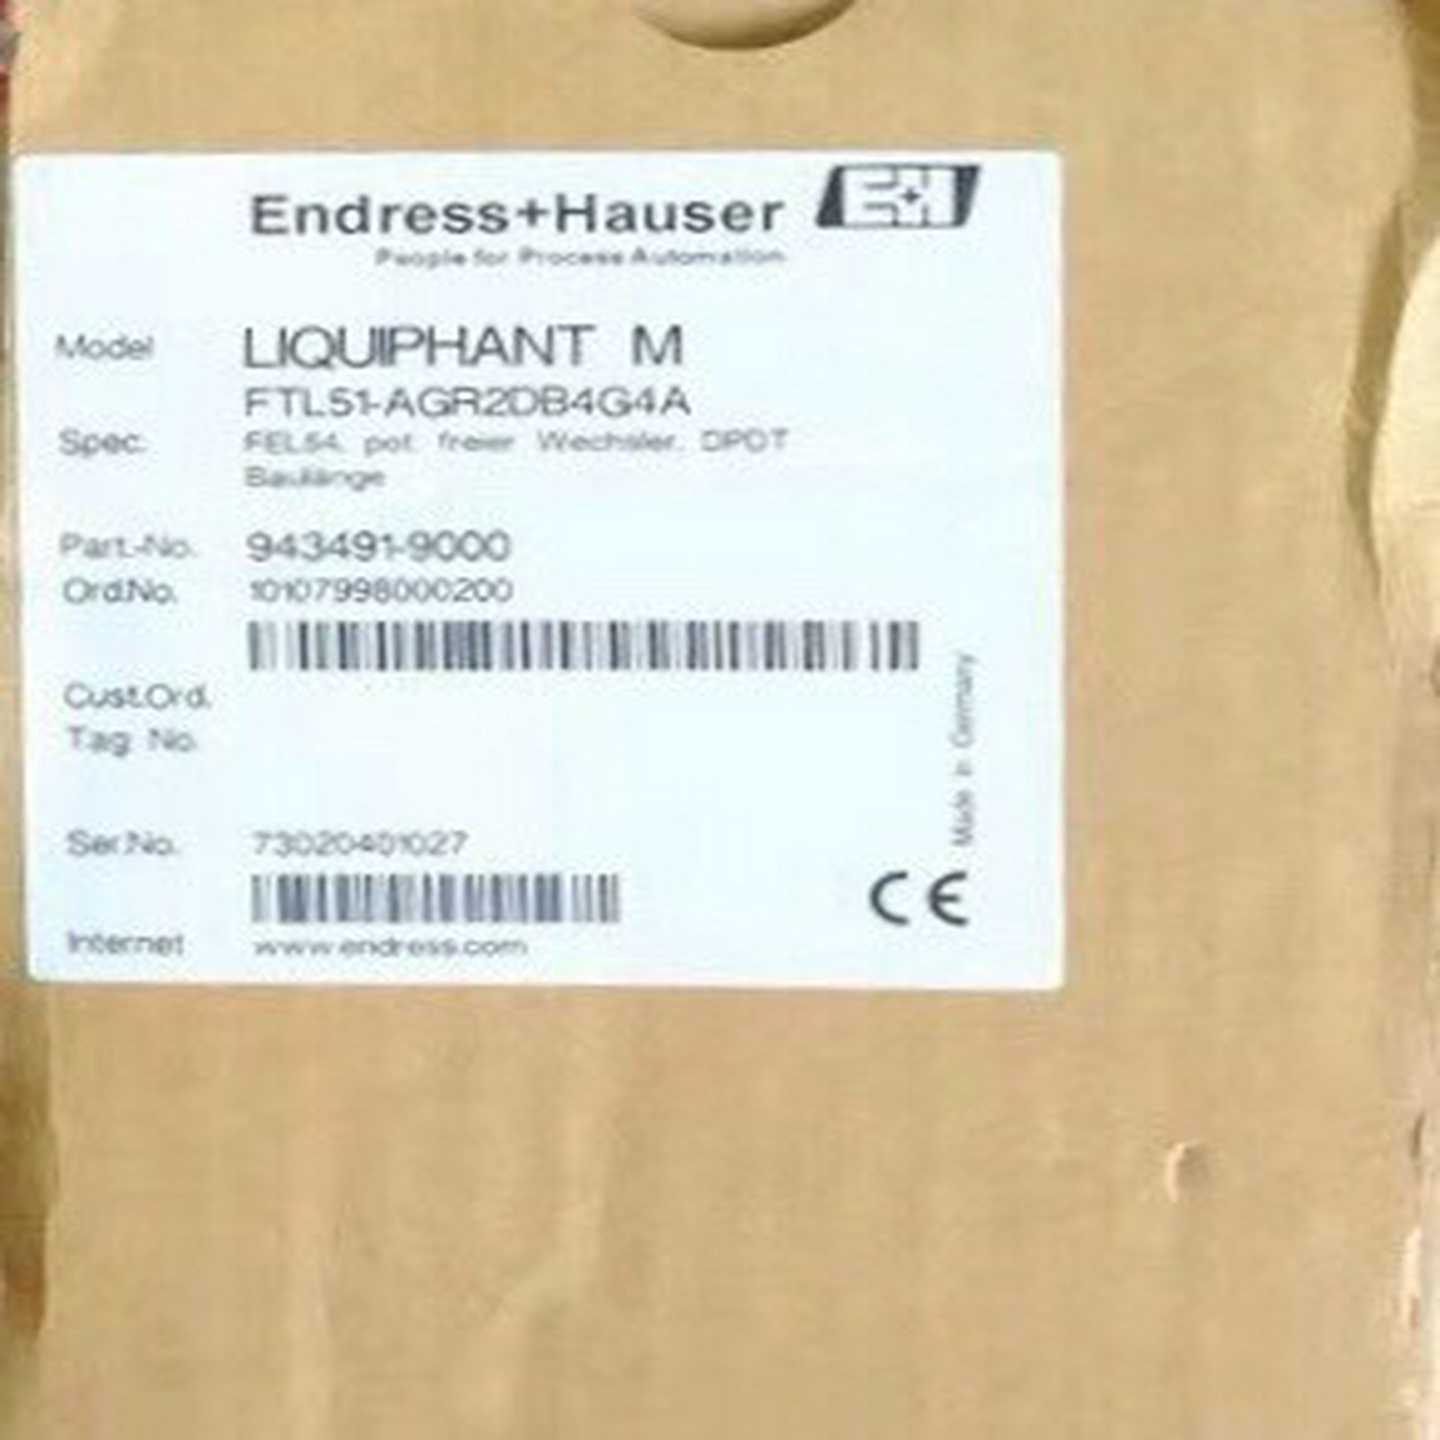 Endress+Hauser E+H
People for Process Automation
Model LIQUIPHANT M
FTL51-AGR2DB4G4A
Spec. FEL54, pot. freier Wechsler, DPDT
Baulänge
Part.-No. 943491-9000
Ord.No. 10107998000200
Cust.Ord.
Tag No.
Made in Germany
Ser.No. 73020401027
CE
Internet www.endress.com